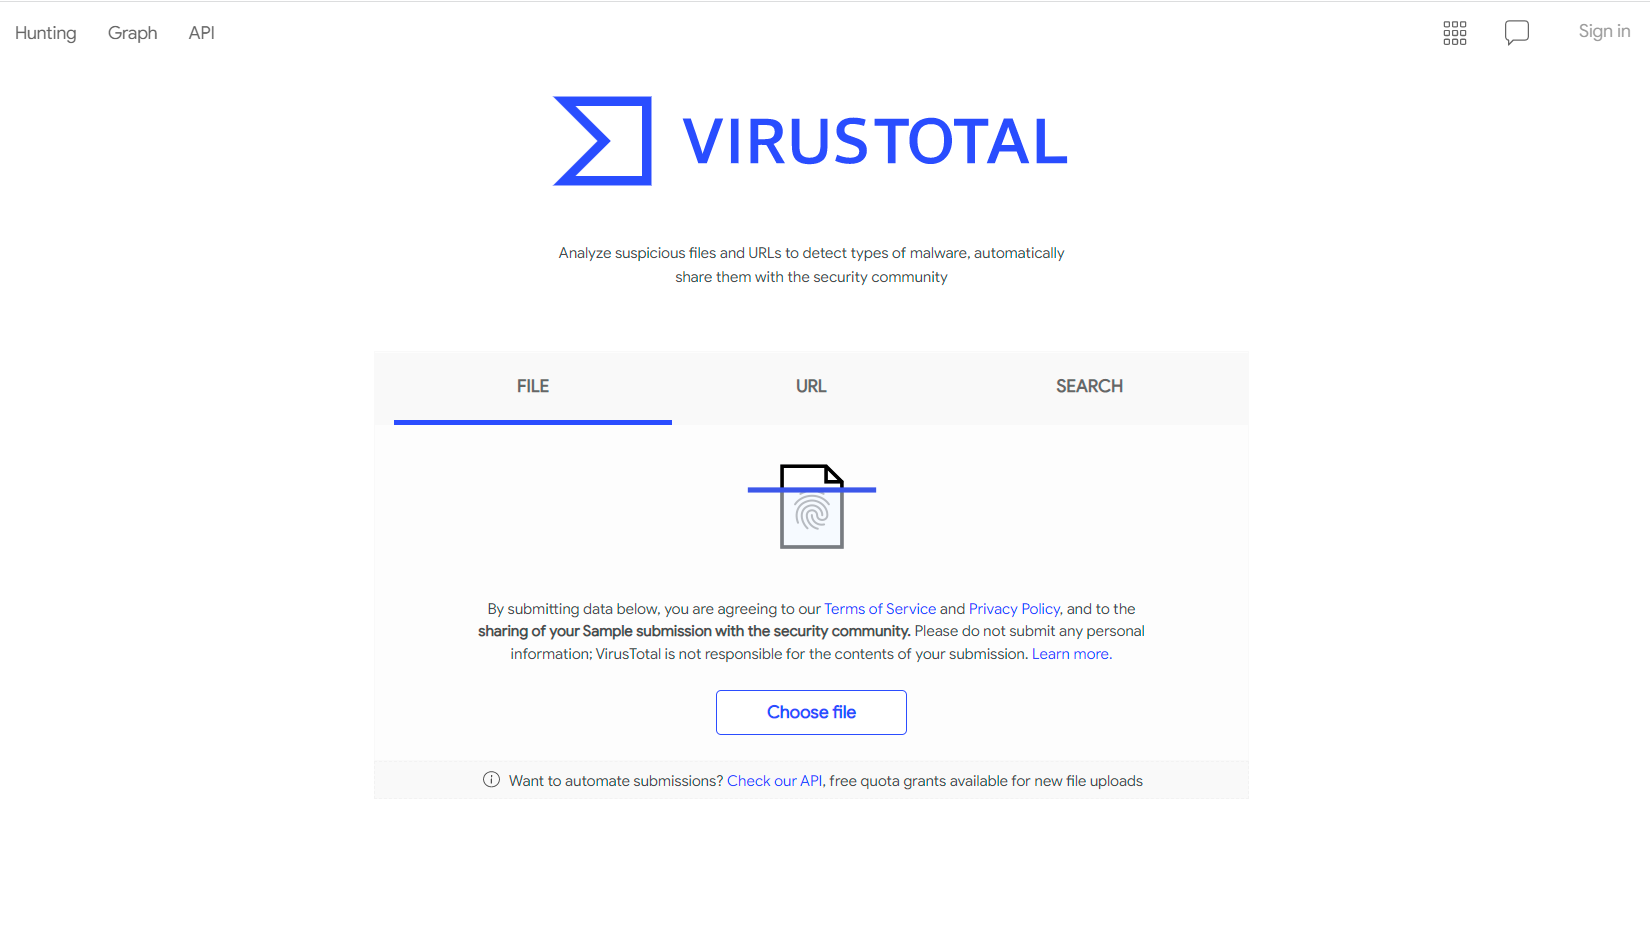 Hunting Graph API Sign in
VIRUSTOTAL
Analyze suspicious files and URLs to detect types of malware, automatically
share them with the security community
FILE URL SEARCH
By submitting data below, you are agreeing to our Terms of Service and Privacy Policy, and to the
sharing of your Sample submission with the security community. Please do not submit any personal
information; VirusTotal is not responsible for the contents of your submission. Learn more.
Choose file
Want to automate submissions? Check our API, free quota grants available for new file uploads